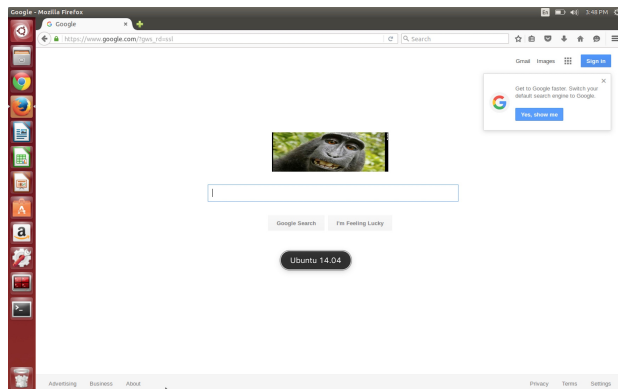 Google - Mozilla Firefox
En
3:48 PM
Google
https://www.google.com/?gws_rd=ssl
Search
Gmail Images
Sign in
Get to Google faster. Switch your
default search engine to Google.
Yes, show me
Google Search
I'm Feeling Lucky
Ubuntu 14.04
Advertising Business About
Privacy Terms Settings